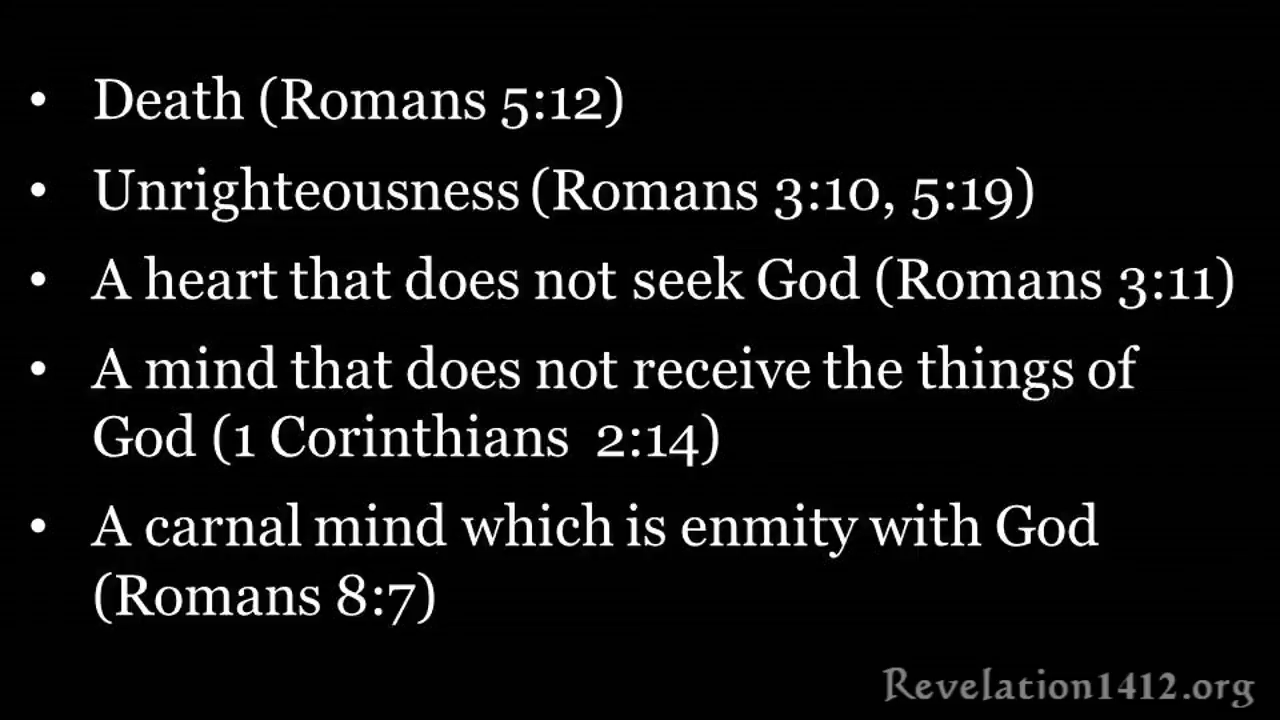 • Death (Romans 5:12)
• Unrighteousness (Romans 3:10, 5:19)
• A heart that does not seek God (Romans 3:11)
• A mind that does not receive the things of
God (1 Corinthians  2:14)
• A carnal mind which is enmity with God
(Romans 8:7)
Revelation1412.org